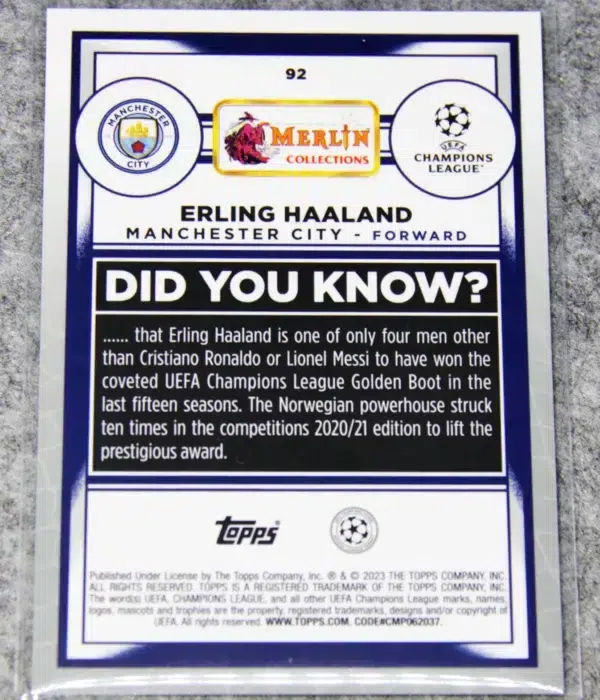 92
MANCHESTER
CITY
MERLIN
COLLECTIONS
UEFA
CHAMPIONS
LEAGUE
ERLING HAALAND
MANCHESTER CITY - FORWARD
DID YOU KNOW?
...... that Erling Haaland is one of only four men other
than Cristiano Ronaldo or Lionel Messi to have won the
coveted UEFA Champions League Golden Boot in the
last fifteen seasons. The Norwegian powerhouse struck
ten times in the competitions 2020/21 edition to lift the
prestigious award.
topps
Published Under License by The Topps Company, Inc. ® & © 2023 THE TOPPS COMPANY, INC.
ALL RIGHTS RESERVED. TOPPS IS A REGISTERED TRADEMARK OF THE TOPPS COMPANY, INC.
The word(s) UEFA, CHAMPIONS LEAGUE, and all other UEFA Champions League marks, names,
logos, mascots and trophies are the property, registered trademarks, designs and/or copyright of
UEFA. All rights reserved. WWW.TOPPS.COM. CODE#CMP062037.